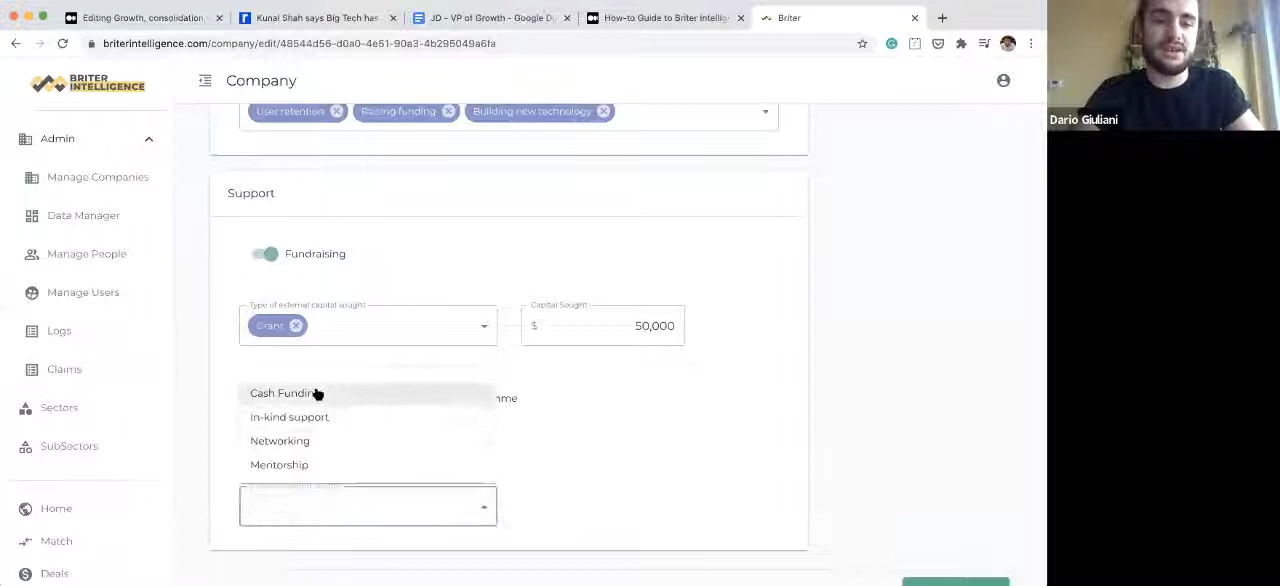 Editing Growth, consolidation,
Kunal Shah says Big Tech has
JD - VP of Growth - Google Do
How-to Guide to Briter Intellig
Briter
briterintelligence.com/company/edit/48544d56-d0a0-4e51-90a3-4b295049a6fa
BRITER
INTELLIGENCE
Company
Dario Giuliani
User retention
Raising funding
Building new technology
Admin
Manage Companies
Data Manager
Manage People
Manage Users
Logs
Claims
Sectors
SubSectors
Home
Match
Deals
Support
Fundraising
Type of external capital sought
Grant
Capital Sought
$ 50,000
Cash Funding
In-kind support
Networking
Mentorship